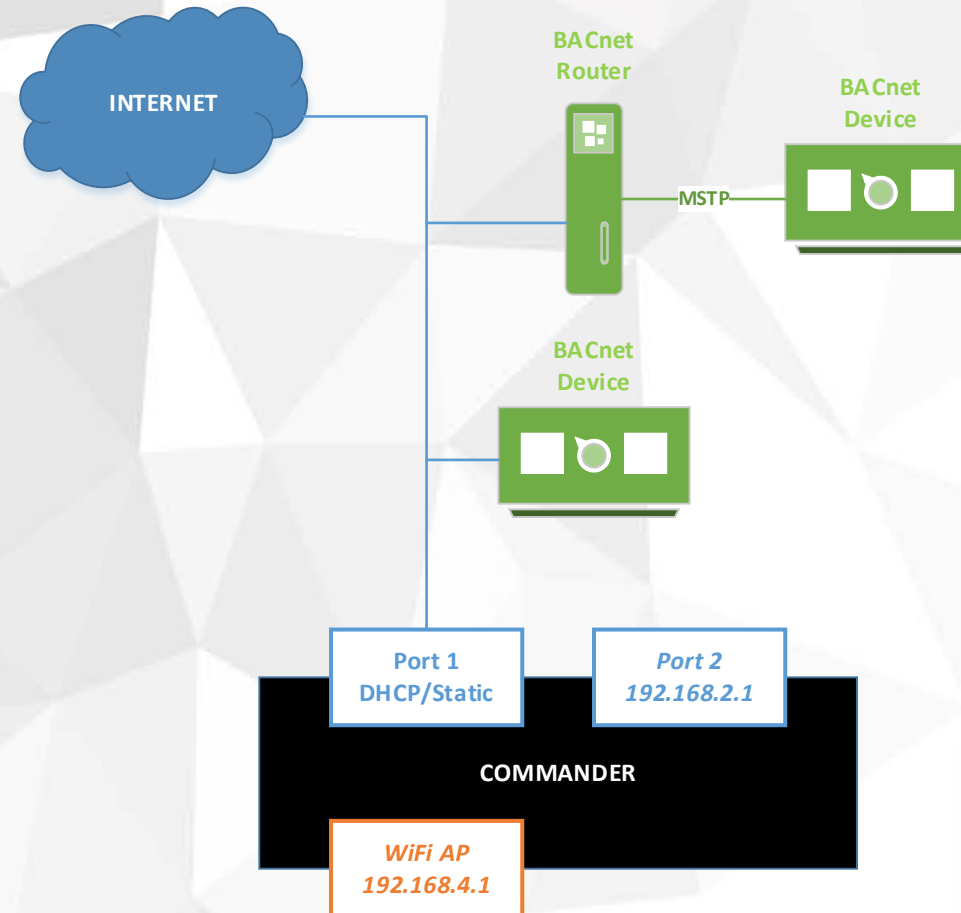 INTERNET
BACnet
Router
BACnet
Device
MSTP
BACnet
Device
Port 1
DHCP/Static
Port 2
192.168.2.1
COMMANDER
WiFi AP
192.168.4.1